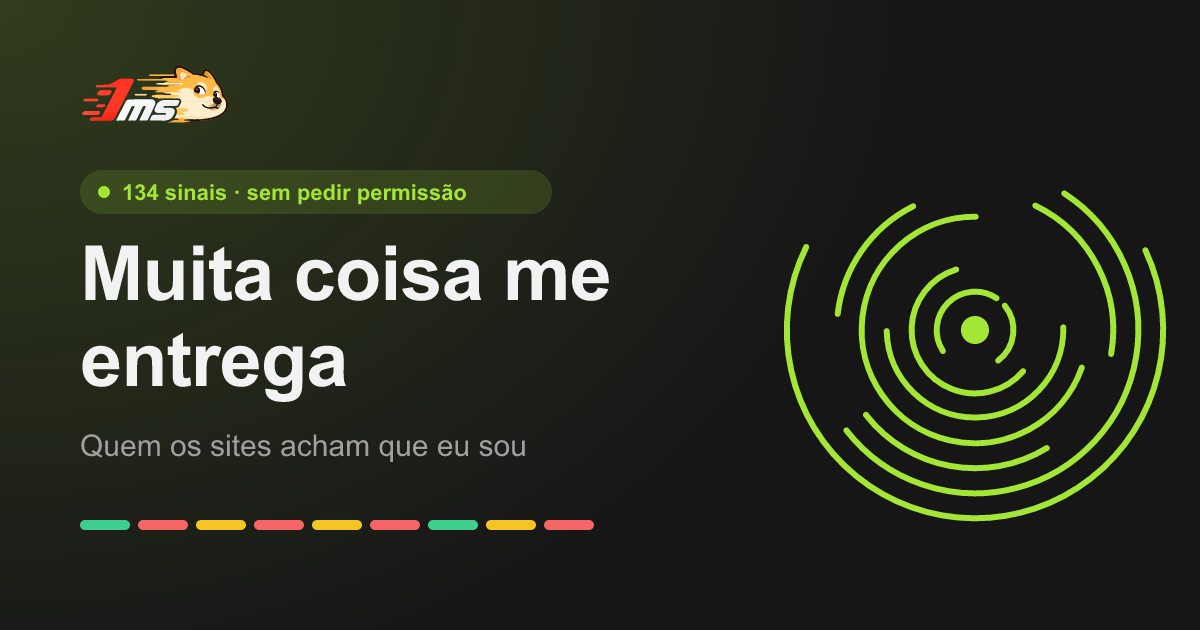 1ms
134 sinais · sem pedir permissão
Muita coisa me
entrega
Quem os sites acham que eu sou